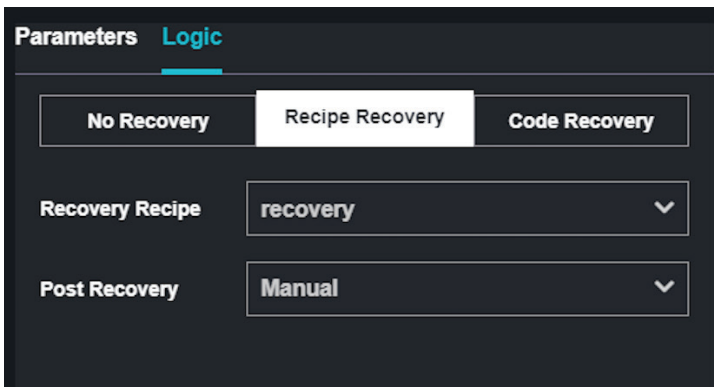 Parameters Logic
No Recovery Recipe Recovery Code Recovery
Recovery Recipe recovery
Post Recovery Manual